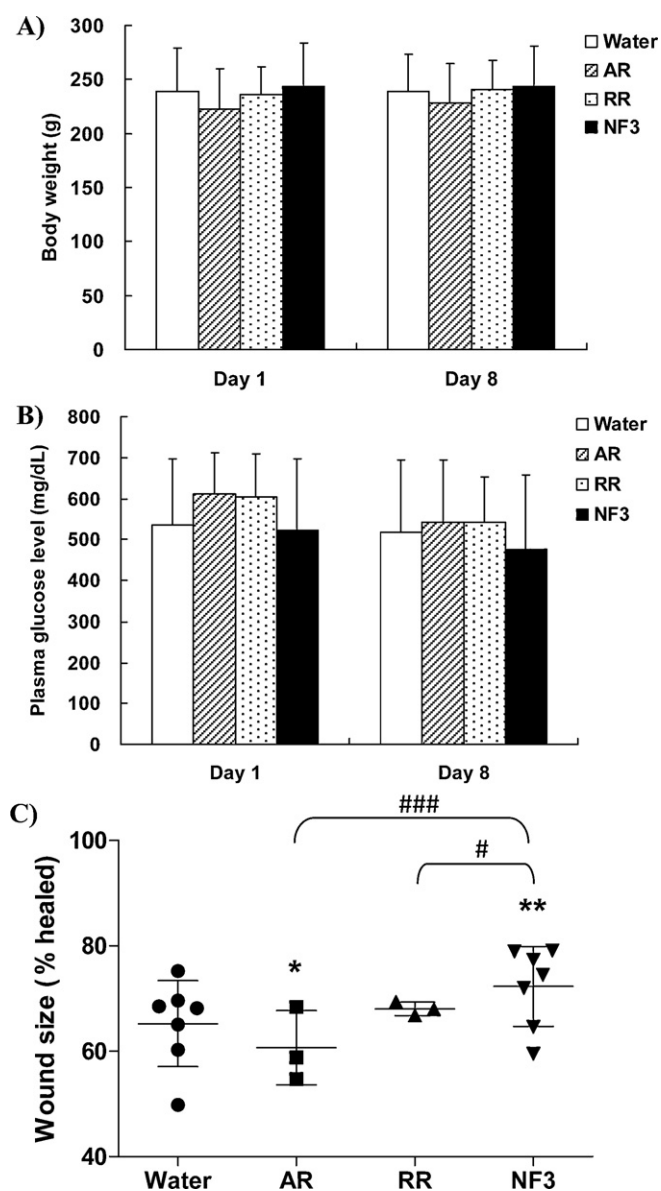 A)
Body weight (g)
300
250
200
150
100
50
0
Day 1
Day 8
Water
AR
RR
NF3
B)
Plasma glucose level (mg/dL)
800
700
600
500
400
300
200
100
0
Day 1
Day 8
Water
AR
RR
NF3
C)
Wound size ( % healed)
100
80
60
40
###
#
*
**
Water
AR
RR
NF3